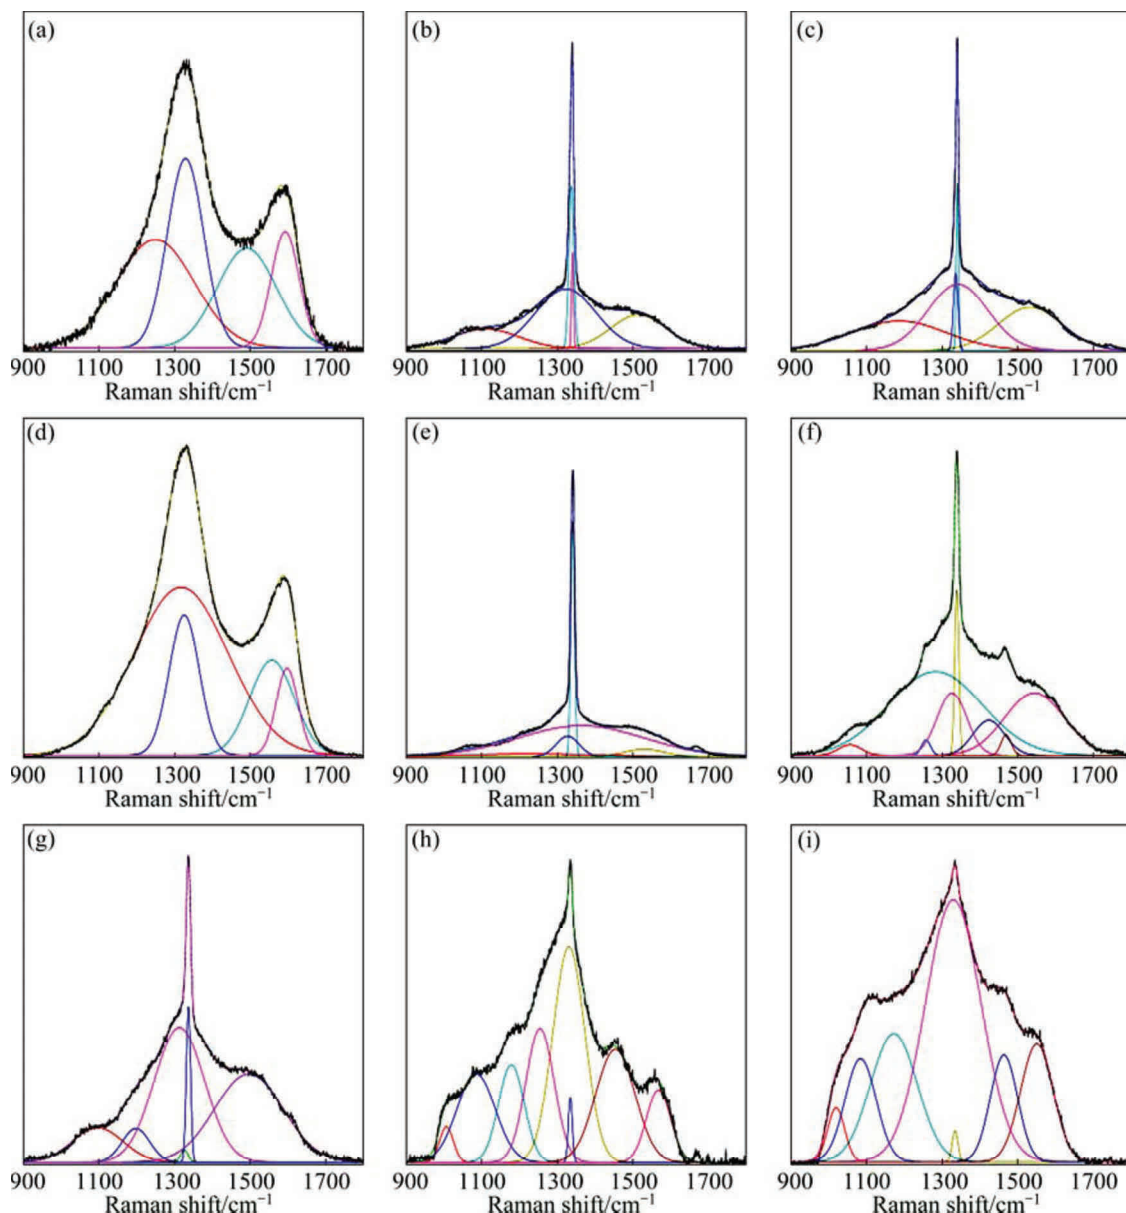 (a) (b) (c)
900 1100 1300 1500 1700 900 1100 1300 1500 1700 900 1100 1300 1500 1700
Raman shift/cm⁻¹ Raman shift/cm⁻¹ Raman shift/cm⁻¹
(d) (e) (f)
900 1100 1300 1500 1700 900 1100 1300 1500 1700 900 1100 1300 1500 1700
Raman shift/cm⁻¹ Raman shift/cm⁻¹ Raman shift/cm⁻¹
(g) (h) (i)
900 1100 1300 1500 1700 900 1100 1300 1500 1700 900 1100 1300 1500 1700
Raman shift/cm⁻¹ Raman shift/cm⁻¹ Raman shift/cm⁻¹